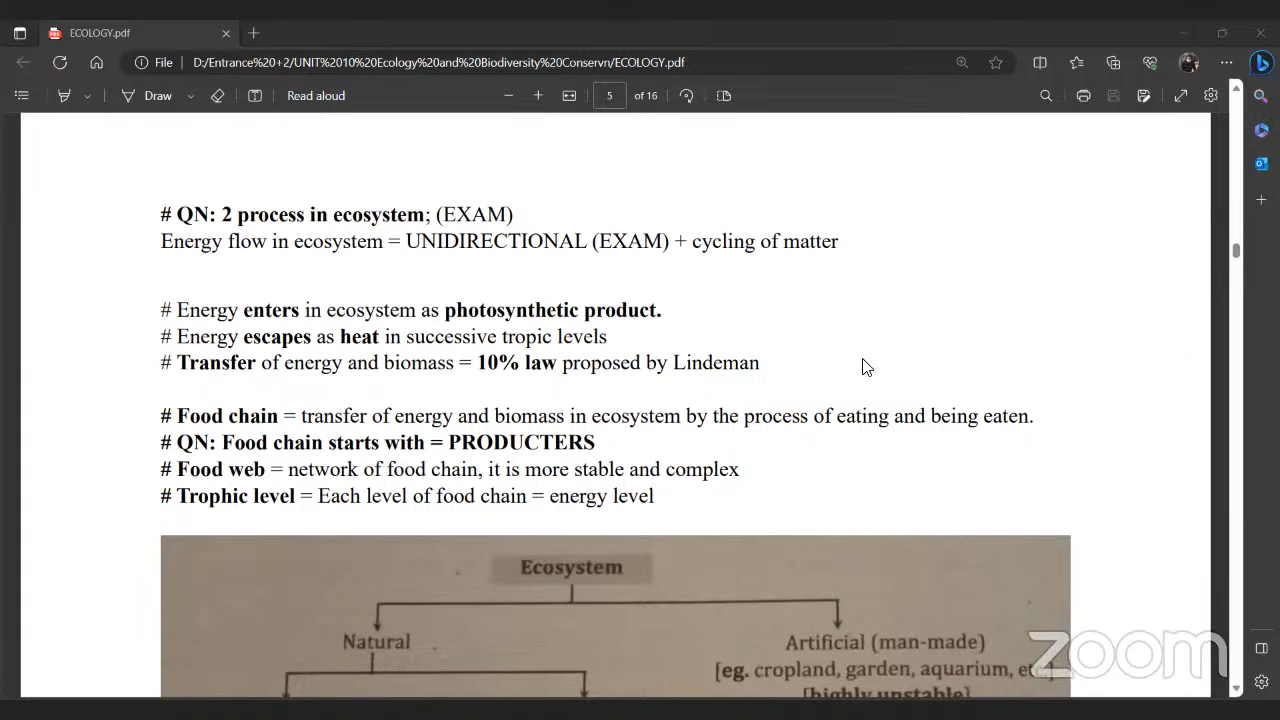 ECOLOGY.pdf
File D:/Entrance%20+2/UNIT%2010%20Ecology%20and%20Biodiversity%20Conservn/ECOLOGY.pdf
Draw Read aloud 5 of 16
# QN: 2 process in ecosystem; (EXAM)
Energy flow in ecosystem = UNIDIRECTIONAL (EXAM) + cycling of matter
# Energy enters in ecosystem as photosynthetic product.
# Energy escapes as heat in successive tropic levels
# Transfer of energy and biomass = 10% law proposed by Lindeman
# Food chain = transfer of energy and biomass in ecosystem by the process of eating and being eaten.
# QN: Food chain starts with = PRODUCTERS
# Food web = network of food chain, it is more stable and complex
# Trophic level = Each level of food chain = energy level
Ecosystem
Natural Artificial (man-made)
[eg. cropland, garden, aquarium, etc.
[highly unstable]
zoom